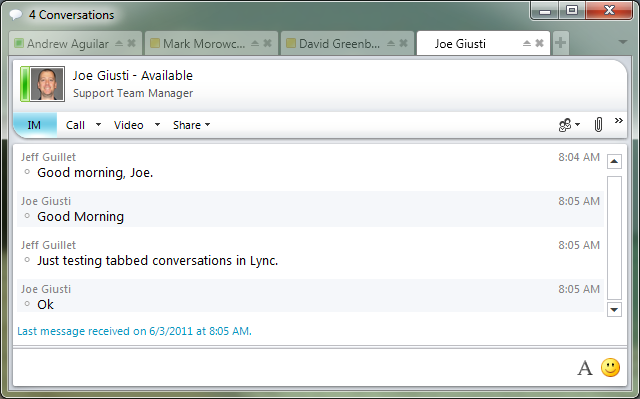 4 Conversations
Andrew Aguilar Mark Morowc... David Greenb... Joe Giusti
Joe Giusti - Available
Support Team Manager
IM Call Video Share
Jeff Guillet 8:04 AM
Good morning, Joe.
Joe Giusti 8:05 AM
Good Morning
Jeff Guillet 8:05 AM
Just testing tabbed conversations in Lync.
Joe Giusti 8:05 AM
Ok
Last message received on 6/3/2011 at 8:05 AM.
A